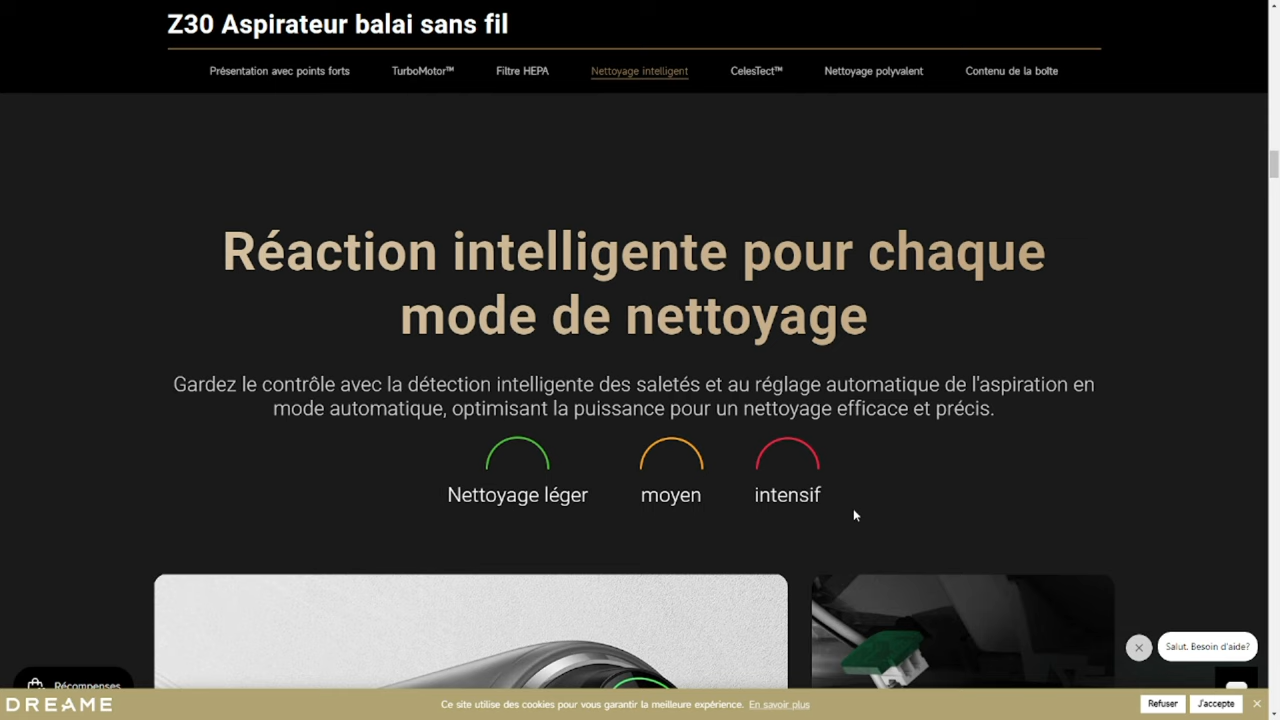 Z30 Aspirateur balai sans fil
Présentation avec points forts
TurboMotor™
Filtre HEPA
Nettoyage intelligent
CelesTect™
Nettoyage polyvalent
Contenu de la boîte
Réaction intelligente pour chaque
mode de nettoyage
Gardez le contrôle avec la détection intelligente des saletés et au réglage automatique de l'aspiration en
mode automatique, optimisant la puissance pour un nettoyage efficace et précis.
Nettoyage léger
moyen
intensif
Salut. Besoin d'aide?
Récompenses
DREAME
Ce site utilise des cookies pour vous garantir la meilleure expérience. En savoir plus
Refuser
J'accepte